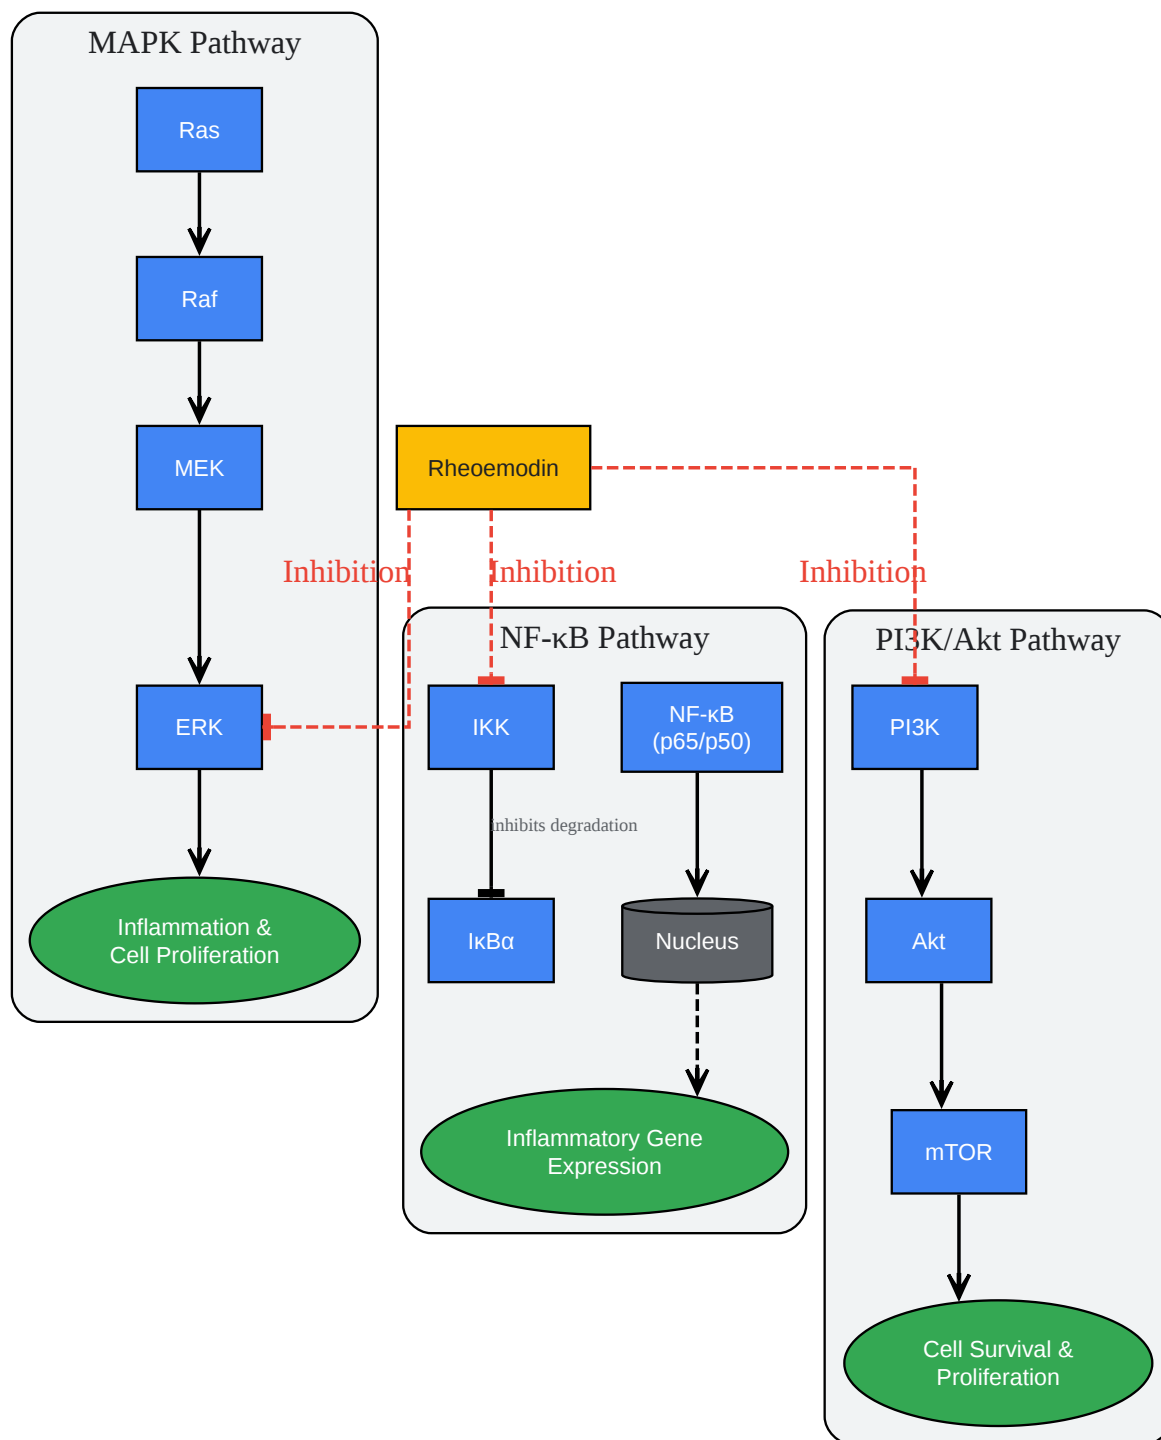 MAPK Pathway
Ras
Raf
MEK
Rheoemodin
Inhibition
Inhibition
Inhibition
NF-κB Pathway
PI3K/Akt Pathway
ERK
IKK
NF-κB
(p65/p50)
PI3K
inhibits degradation
Inflammation &
Cell Proliferation
IκBα
Nucleus
Akt
Inflammatory Gene
Expression
mTOR
Cell Survival &
Proliferation